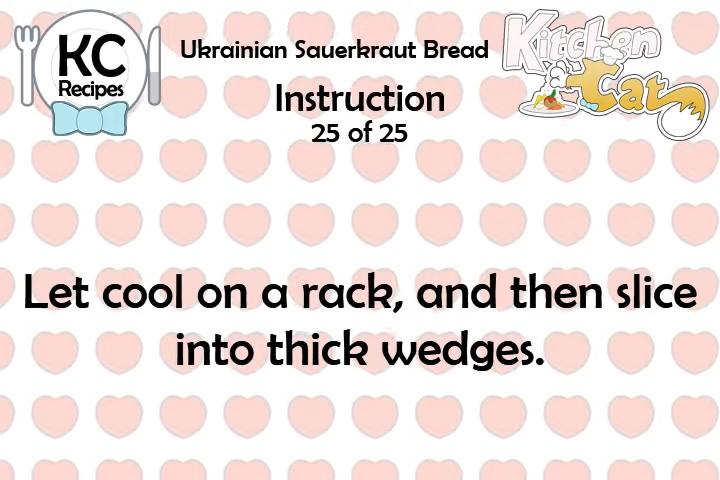 KC
Recipes
Ukrainian Sauerkraut Bread
Kitchen
Cat
Instruction
25 of 25
Let cool on a rack, and then slice
into thick wedges.